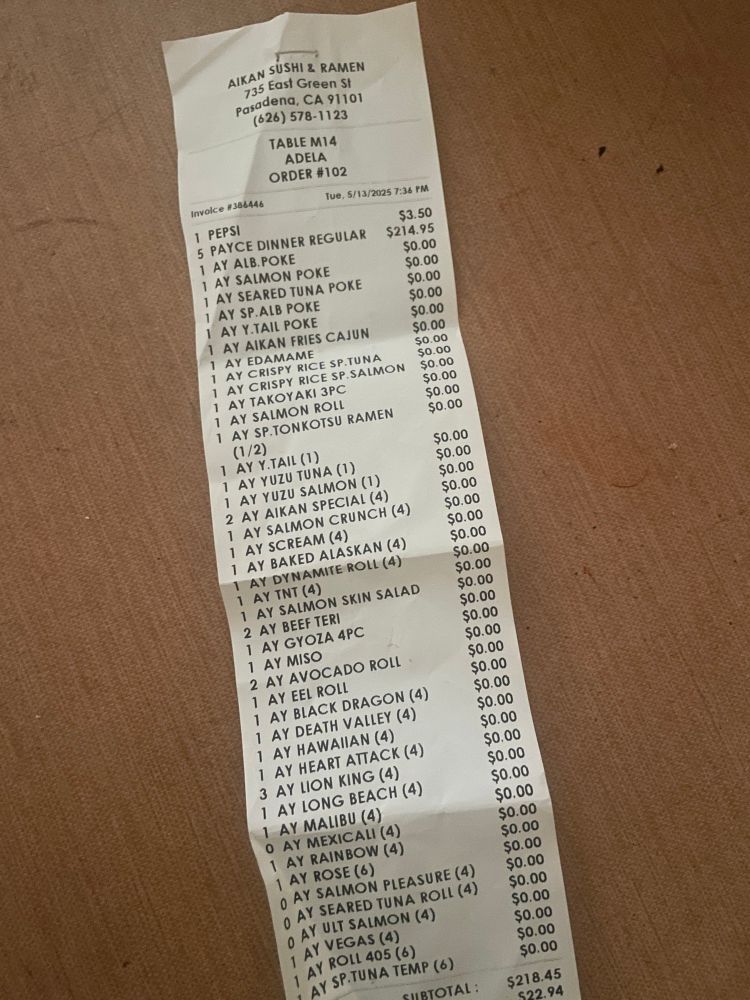 AIKAN SUSHI & RAMEN
735 East Green St
Pasadena, CA 91101
(626) 578-1123
TABLE M14
ADELA
ORDER #102
Invoice #386446 Tue, 5/13/2025 7:36 PM
1 PEPSI $3.50
5 PAYCE DINNER REGULAR $214.95
1 AY ALB.POKE $0.00
1 AY SALMON POKE $0.00
1 AY SEARED TUNA POKE $0.00
1 AY SP.ALB POKE $0.00
1 AY Y.TAIL POKE $0.00
1 AY AIKAN FRIES CAJUN $0.00
1 AY EDAMAME $0.00
1 AY CRISPY RICE SP.TUNA $0.00
1 AY CRISPY RICE SP.SALMON $0.00
1 AY TAKOYAKI 3PC $0.00
1 AY SALMON ROLL $0.00
1 AY SP.TONKOTSU RAMEN $0.00
(1/2)
1 AY Y.TAIL (1) $0.00
1 AY YUZU TUNA (1) $0.00
1 AY YUZU SALMON (1) $0.00
2 AY AIKAN SPECIAL (4) $0.00
1 AY SALMON CRUNCH (4) $0.00
1 AY SCREAM (4) $0.00
1 AY BAKED ALASKAN (4) $0.00
1 AY DYNAMITE ROLL (4) $0.00
1 AY TNT (4) $0.00
1 AY SALMON SKIN SALAD $0.00
2 AY BEEF TERI $0.00
1 AY GYOZA 4PC $0.00
1 AY MISO $0.00
2 AY AVOCADO ROLL $0.00
1 AY EEL ROLL $0.00
1 AY BLACK DRAGON (4) $0.00
1 AY DEATH VALLEY (4) $0.00
1 AY HAWAIIAN (4) $0.00
1 AY HEART ATTACK (4) $0.00
3 AY LION KING (4) $0.00
1 AY LONG BEACH (4) $0.00
1 AY MALIBU (4) $0.00
0 AY MEXICALI (4) $0.00
1 AY RAINBOW (4) $0.00
1 AY ROSE (6) $0.00
0 AY SALMON PLEASURE (4) $0.00
0 AY SEARED TUNA ROLL (4) $0.00
0 AY ULT SALMON (4) $0.00
1 AY VEGAS (4) $0.00
1 AY ROLL 405 (6) $0.00
1 AY SP.TUNA TEMP (6) $0.00
SUBTOTAL: $218.45
$22.94